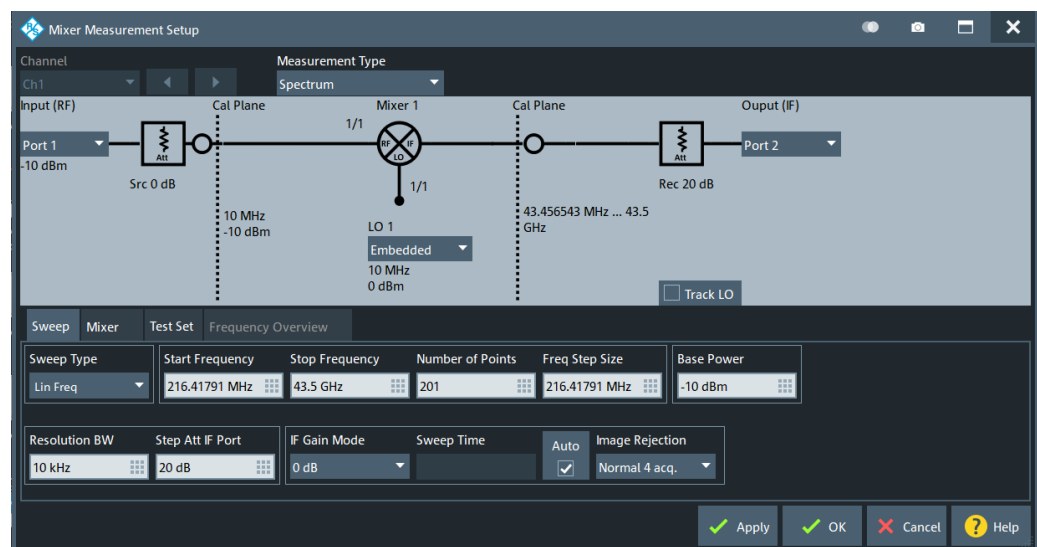 Mixer Measurement Setup
Channel
Measurement Type
Ch1
Spectrum
Input (RF)
Cal Plane
Mixer 1
Cal Plane
Ouput (IF)
1/1
Port 1
Att
RF IF
LO
Att
Port 2
-10 dBm
Src 0 dB
1/1
Rec 20 dB
10 MHz
-10 dBm
43.456543 MHz ... 43.5
GHz
LO 1
Embedded
10 MHz
0 dBm
Track LO
Sweep Mixer Test Set Frequency Overview
Sweep Type Start Frequency Stop Frequency Number of Points Freq Step Size Base Power
Lin Freq 216.41791 MHz 43.5 GHz 201 216.41791 MHz -10 dBm
Resolution BW Step Att IF Port IF Gain Mode Sweep Time Auto Image Rejection
10 kHz 20 dB 0 dB Normal 4 acq.
Apply OK Cancel ? Help